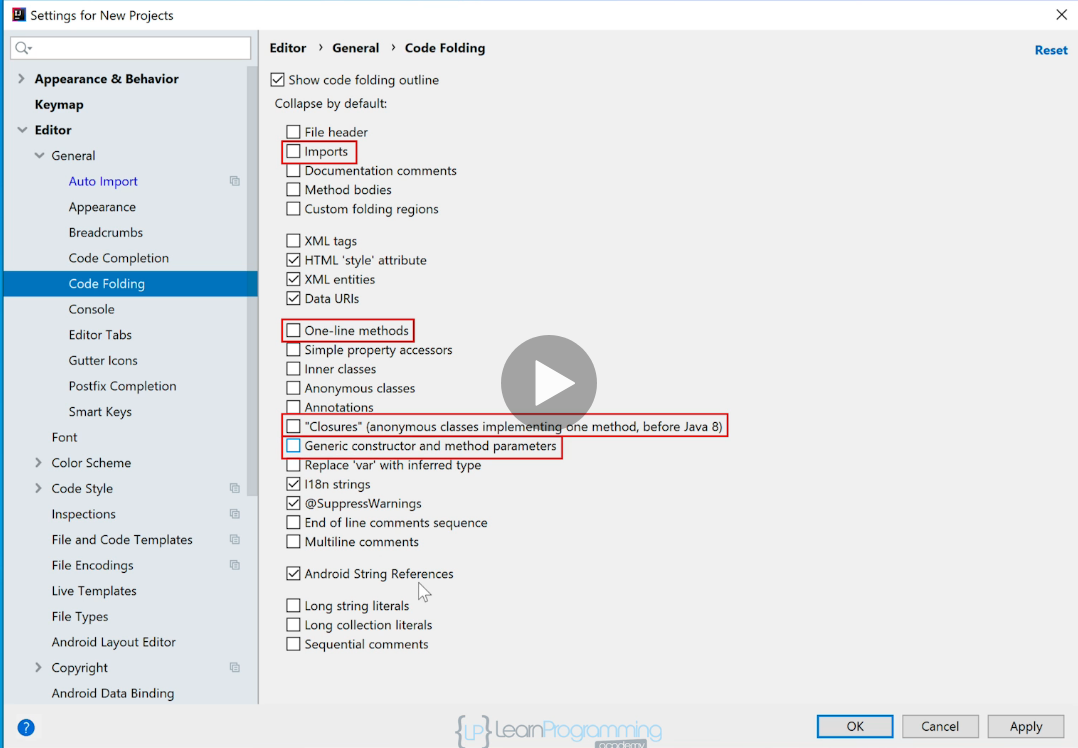 Settings for New Projects
Editor › General › Code Folding
Reset
Appearance & Behavior
Keymap
Editor
General
Auto Import
Appearance
Breadcrumbs
Code Completion
Code Folding
Console
Editor Tabs
Gutter Icons
Postfix Completion
Smart Keys
Font
Color Scheme
Code Style
Inspections
File and Code Templates
File Encodings
Live Templates
File Types
Android Layout Editor
Copyright
Android Data Binding
Show code folding outline
Collapse by default:
File header
Imports
Documentation comments
Method bodies
Custom folding regions
XML tags
HTML 'style' attribute
XML entities
Data URIs
One-line methods
Simple property accessors
Inner classes
Anonymous classes
Annotations
"Closures" (anonymous classes implementing one method, before Java 8)
Generic constructor and method parameters
Replace 'var' with inferred type
I18n strings
@SuppressWarnings
End of line comments sequence
Multiline comments
Android String References
Long string literals
Long collection literals
Sequential comments
?
{LP} LearnProgramming
academy
OK
Cancel
Apply